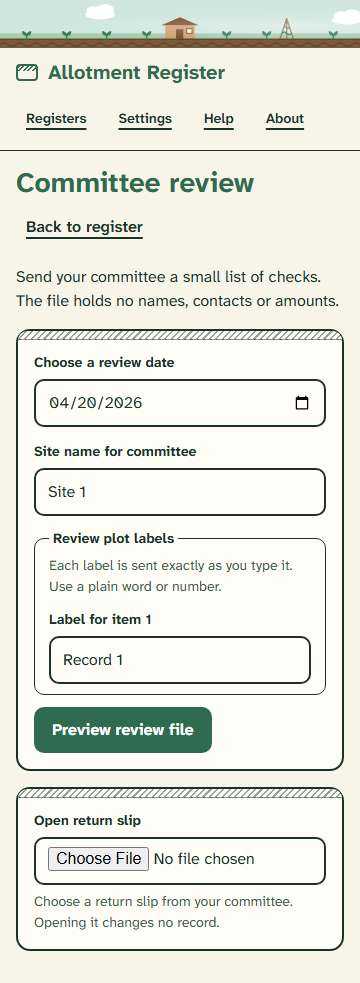 Allotment Register
Registers Settings Help About
Committee review
Back to register
Send your committee a small list of checks.
The file holds no names, contacts or amounts.
Choose a review date
04/20/2026
Site name for committee
Site 1
Review plot labels
Each label is sent exactly as you type it.
Use a plain word or number.
Label for item 1
Record 1
Preview review file
Open return slip
Choose File No file chosen
Choose a return slip from your committee.
Opening it changes no record.